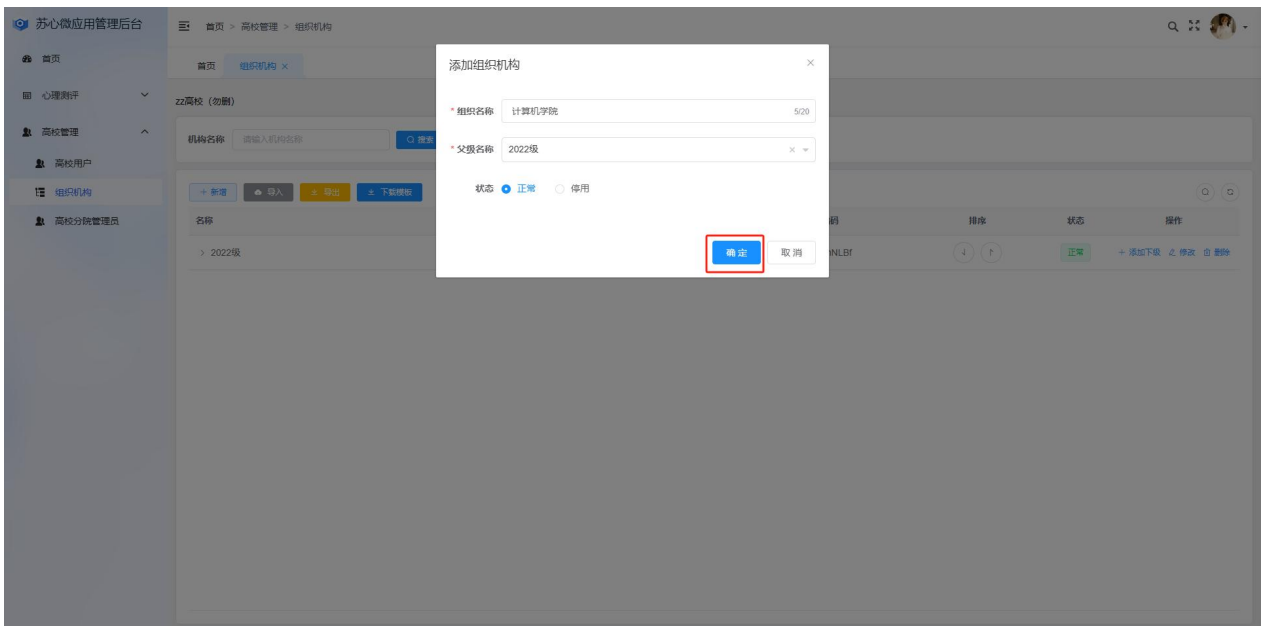 苏心微应用管理后台
首页 > 高校管理 > 组织机构
首页
首页 组织机构 ×
心理测评
zz高校（勿删）
高校管理
机构名称 请输入机构名称 搜索
高校用户
组织机构
+ 新增 导入 导出 下载模板
高校分院管理员
名称 排序 状态 操作
> 2022级 NLBf 正常 + 添加下级 修改 删除
添加组织机构 ×
* 组织名称 计算机学院 5/20
* 父级名称 2022级
状态 正常 停用
确定 取消